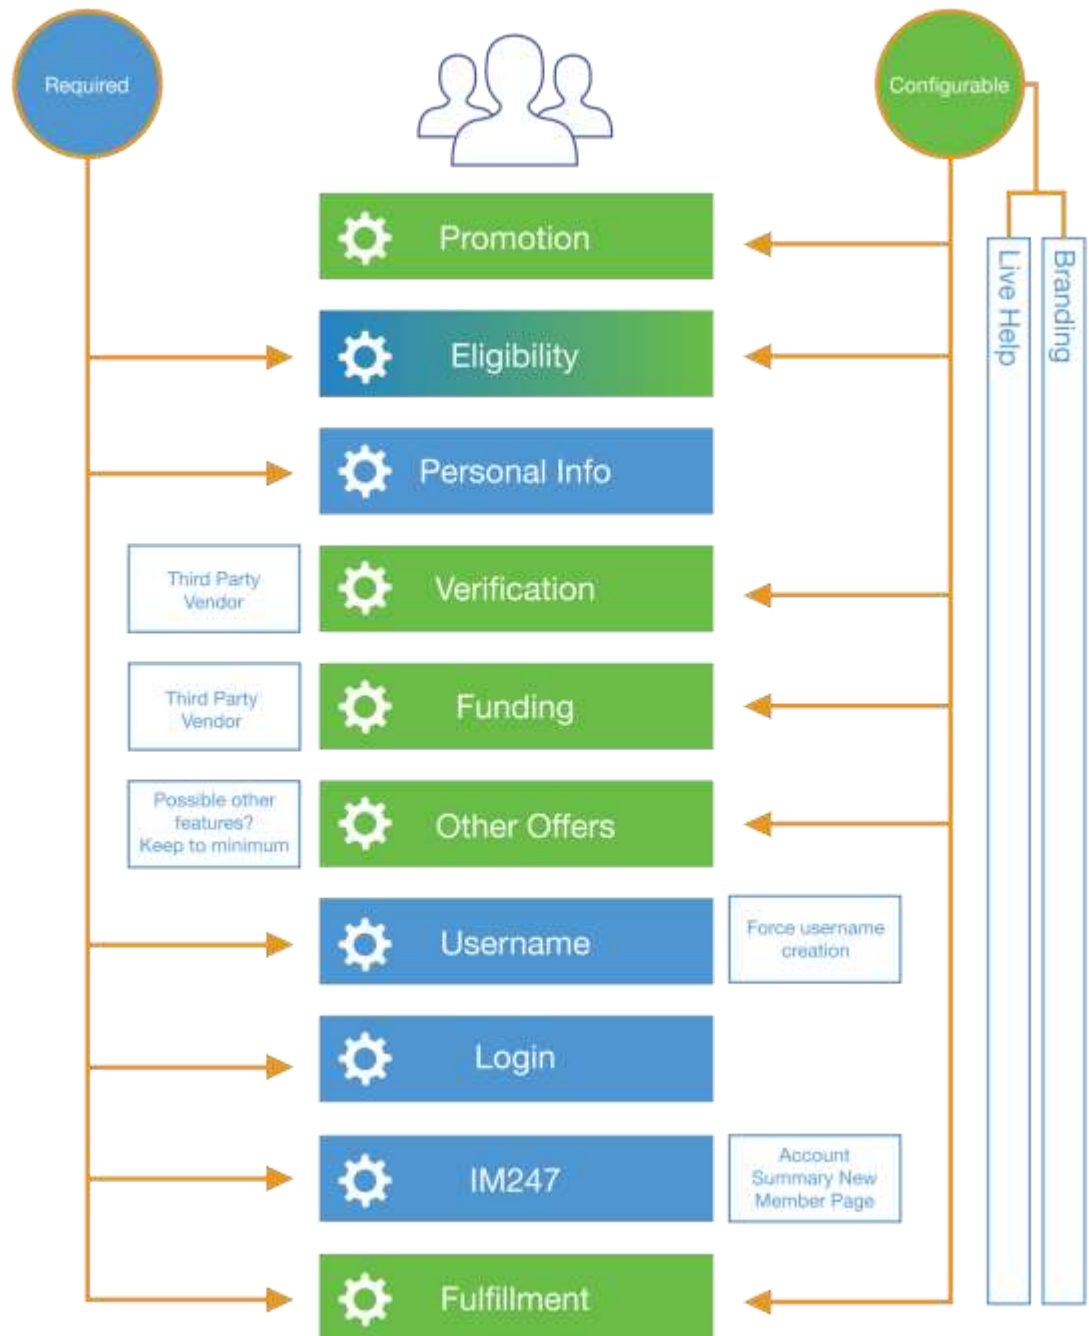 Required
Configurable
Promotion
Live Help
Branding
Eligibility
Personal Info
Third Party
Vendor
Verification
Third Party
Vendor
Funding
Possible other
features?
Keep to minimum
Other Offers
Username
Force username
creation
Login
IM247
Account
Summary New
Member Page
Fulfillment